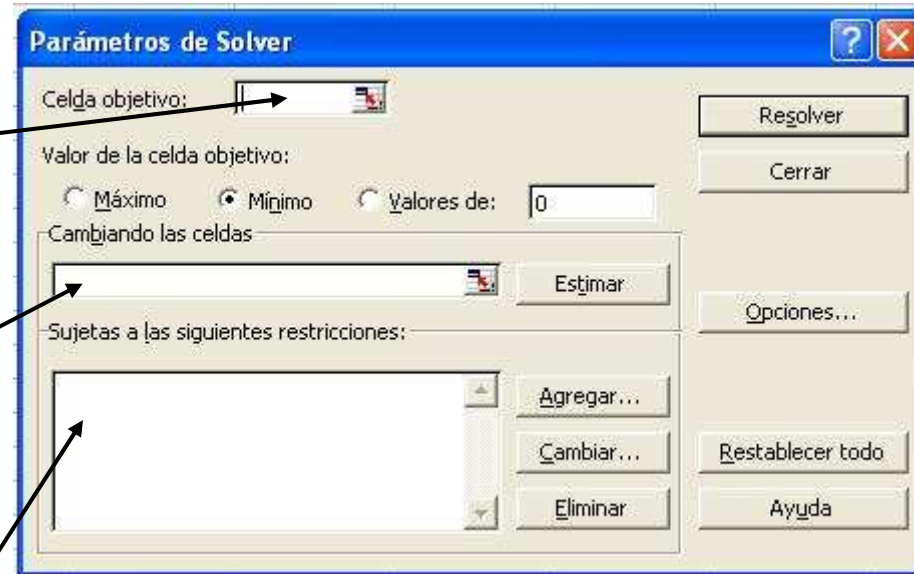 Parámetros de Solver
Celda objetivo:
Resolver
Valor de la celda objetivo:
Cerrar
Máximo Mínimo Valores de: 0
Cambiando las celdas
Estimar
Opciones...
Sujetas a las siguientes restricciones:
Agregar...
Cambiar... Restablecer todo
Eliminar Ayuda